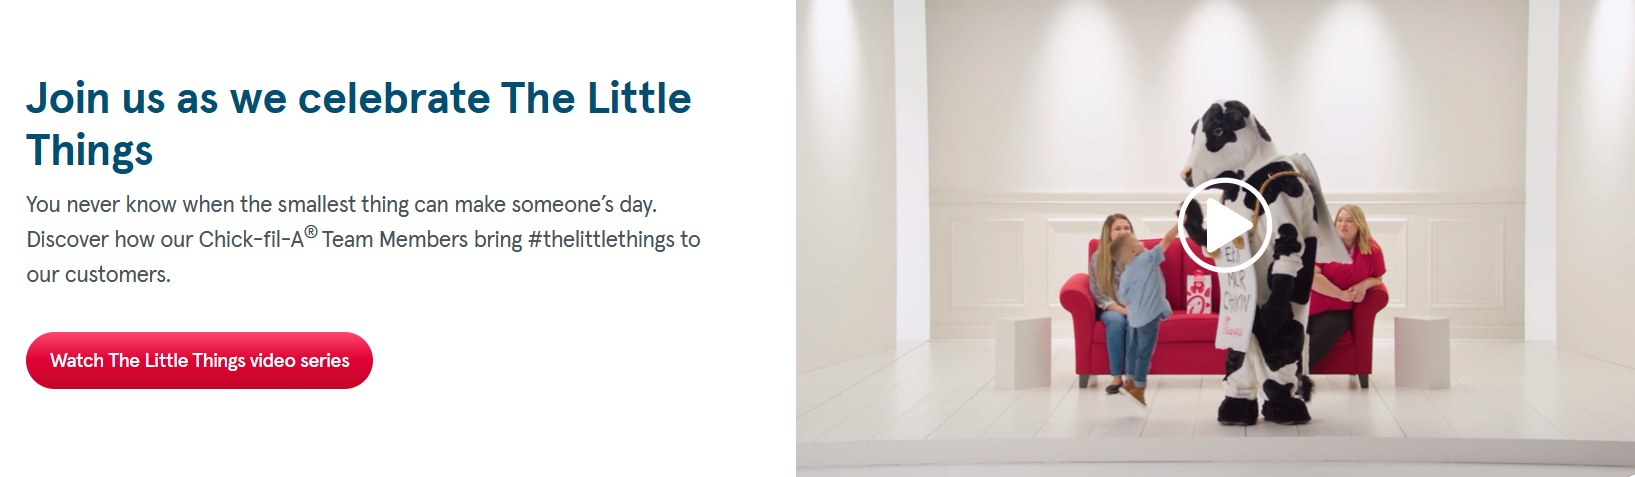 Join us as we celebrate The Little
Things
You never know when the smallest thing can make someone’s day.
Discover how our Chick-fil-A® Team Members bring #thelittlethings to
our customers.
Watch The Little Things video series
EAT
MOR
CHIKIN